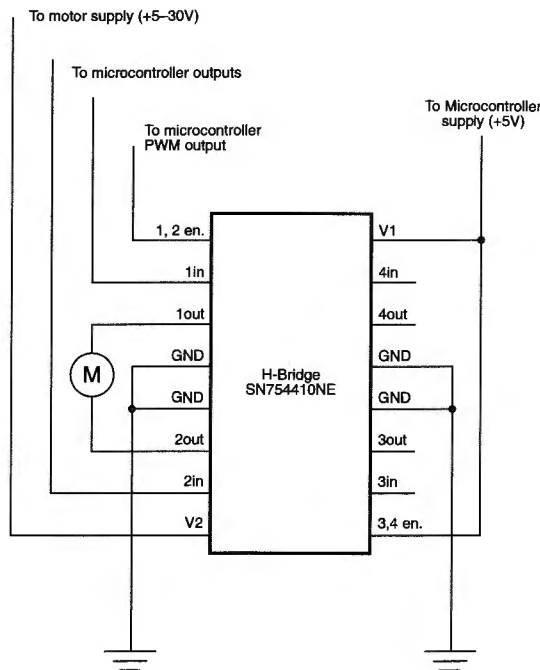 To motor supply (+5–30V)
To microcontroller outputs
To microcontroller
PWM output
To Microcontroller
supply (+5V)
1, 2 en.
1in
1out
GND
GND
2out
2in
V2
M
H-Bridge
SN754410NE
V1
4in
4out
GND
GND
3out
3in
3,4 en.